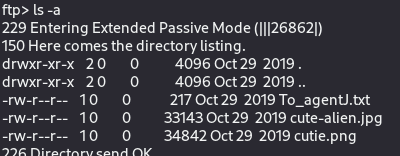 ftp> ls -a
229 Entering Extended Passive Mode (|||26862|)
150 Here comes the directory listing.
drwxr-xr-x 2 0 0 4096 Oct 29 2019 .
drwxr-xr-x 2 0 0 4096 Oct 29 2019 ..
-rw-r--r-- 1 0 0 217 Oct 29 2019 To_agentJ.txt
-rw-r--r-- 1 0 0 33143 Oct 29 2019 cute-alien.jpg
-rw-r--r-- 1 0 0 34842 Oct 29 2019 cutie.png
226 Directory send OK.